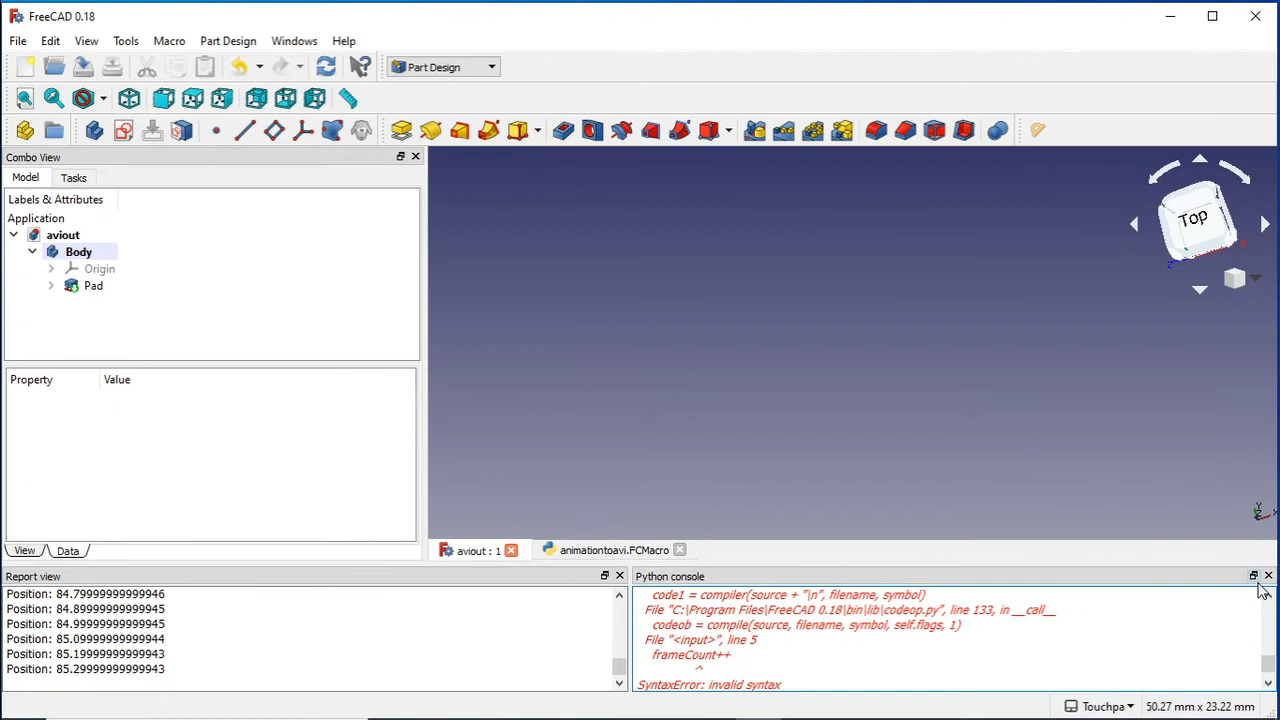 FreeCAD 0.18
File Edit View Tools Macro Part Design Windows Help
Part Design
Combo View
Model Tasks
Labels & Attributes
Application
aviout
Body
Origin
Pad
Top
Property Value
View Data
aviout : 1 animationtoavi.FCMacro
Report view
Position: 84.79999999999946
Position: 84.89999999999945
Position: 84.99999999999945
Position: 85.09999999999944
Position: 85.19999999999943
Position: 85.29999999999943
Python console
code1 = compiler(source + "\n", filename, symbol)
File "C:\Program Files\FreeCAD 0.18\bin\lib\codeop.py", line 133, in __call__
codeob = compile(source, filename, symbol, self.flags, 1)
File "<input>", line 5
frameCount++
^
SyntaxError: invalid syntax
Touchpa 50.27 mm x 23.22 mm